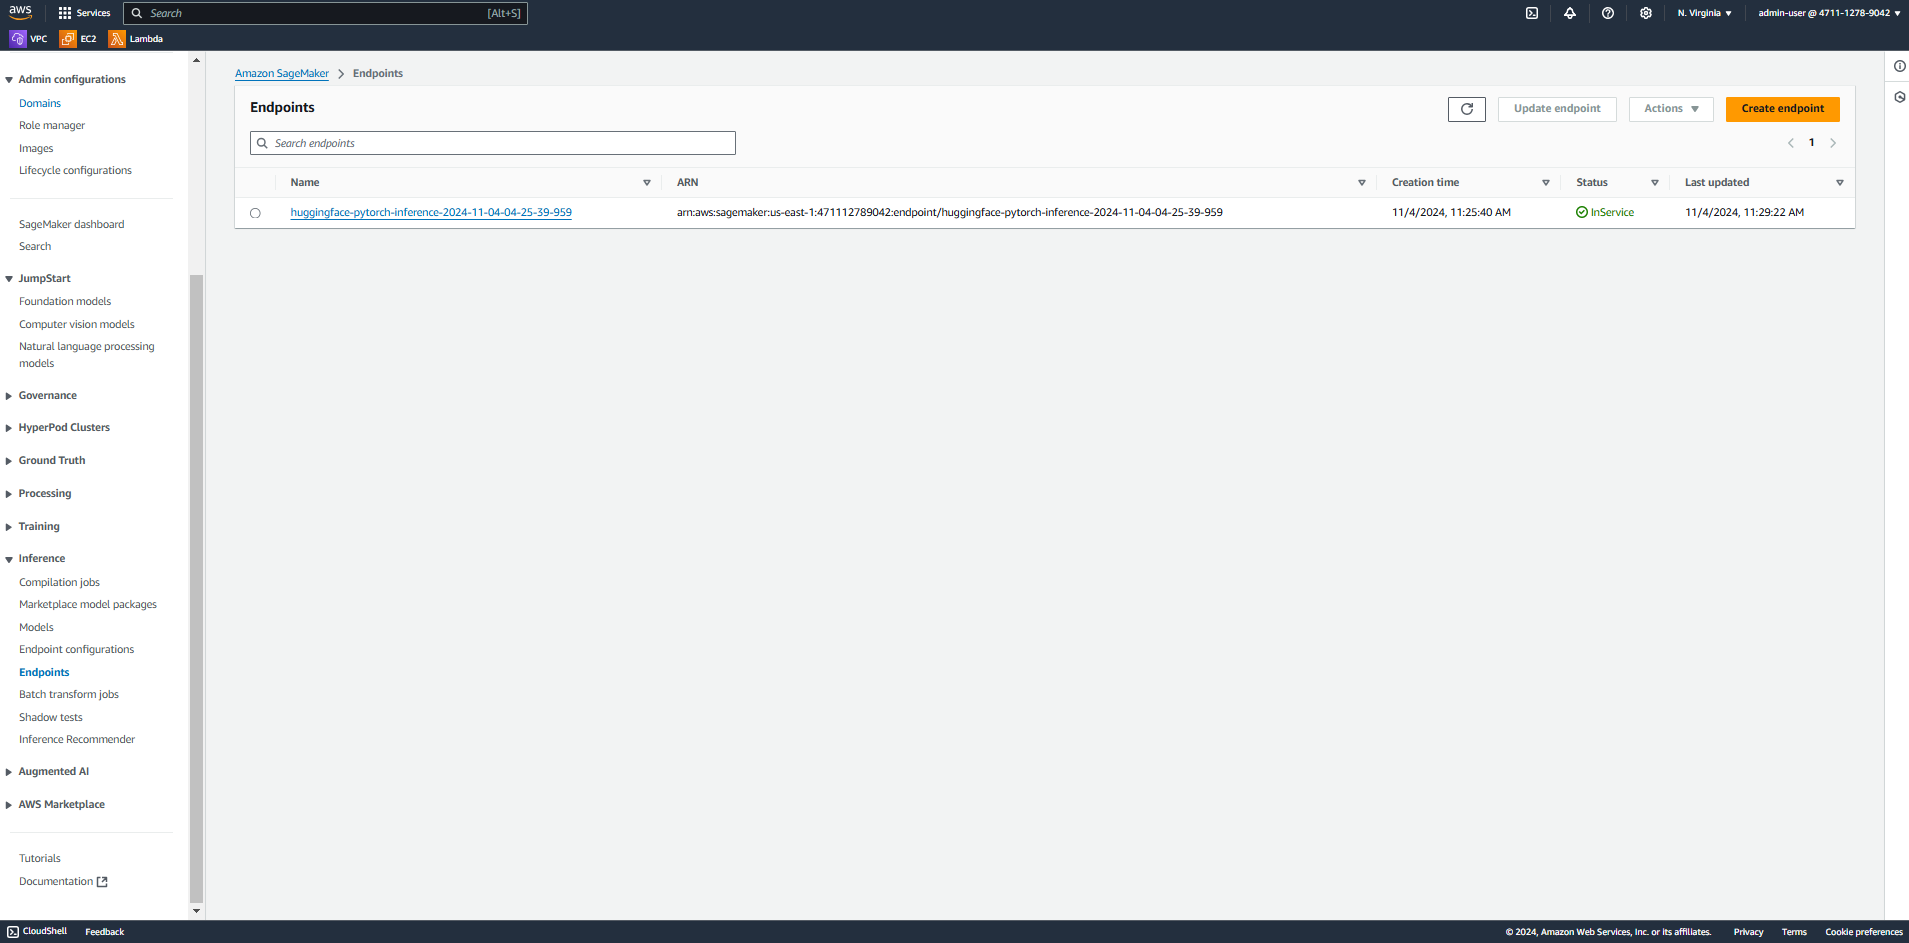 aws Services Search [Alt+S] N. Virginia admin-user @ 4711-1278-9042
VPC EC2 Lambda
Admin configurations
Domains
Role manager
Images
Lifecycle configurations
SageMaker dashboard
Search
JumpStart
Foundation models
Computer vision models
Natural language processing
models
Governance
HyperPod Clusters
Ground Truth
Processing
Training
Inference
Compilation jobs
Marketplace model packages
Models
Endpoint configurations
Endpoints
Batch transform jobs
Shadow tests
Inference Recommender
Augmented AI
AWS Marketplace
Tutorials
Documentation
Amazon SageMaker > Endpoints
Endpoints Update endpoint Actions Create endpoint
Search endpoints 1
Name ARN Creation time Status Last updated
huggingface-pytorch-inference-2024-11-04-04-25-39-959 arn:aws:sagemaker:us-east-1:471112789042:endpoint/huggingface-pytorch-inference-2024-11-04-04-25-39-959 11/4/2024, 11:25:40 AM InService 11/4/2024, 11:29:22 AM
CloudShell Feedback © 2024, Amazon Web Services, Inc. or its affiliates. Privacy Terms Cookie preferences